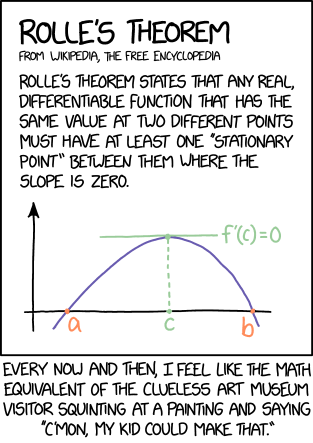 ROLLE'S THEOREM
FROM WIKIPEDIA, THE FREE ENCYCLOPEDIA
ROLLE'S THEOREM STATES THAT ANY REAL,
DIFFERENTIABLE FUNCTION THAT HAS THE
SAME VALUE AT TWO DIFFERENT POINTS
MUST HAVE AT LEAST ONE "STATIONARY
POINT" BETWEEN THEM WHERE THE
SLOPE IS ZERO.
f'(c)=0
a c b
EVERY NOW AND THEN, I FEEL LIKE THE MATH
EQUIVALENT OF THE CLUELESS ART MUSEUM
VISITOR SQUINTING AT A PAINTING AND SAYING
"C'MON, MY KID COULD MAKE THAT."